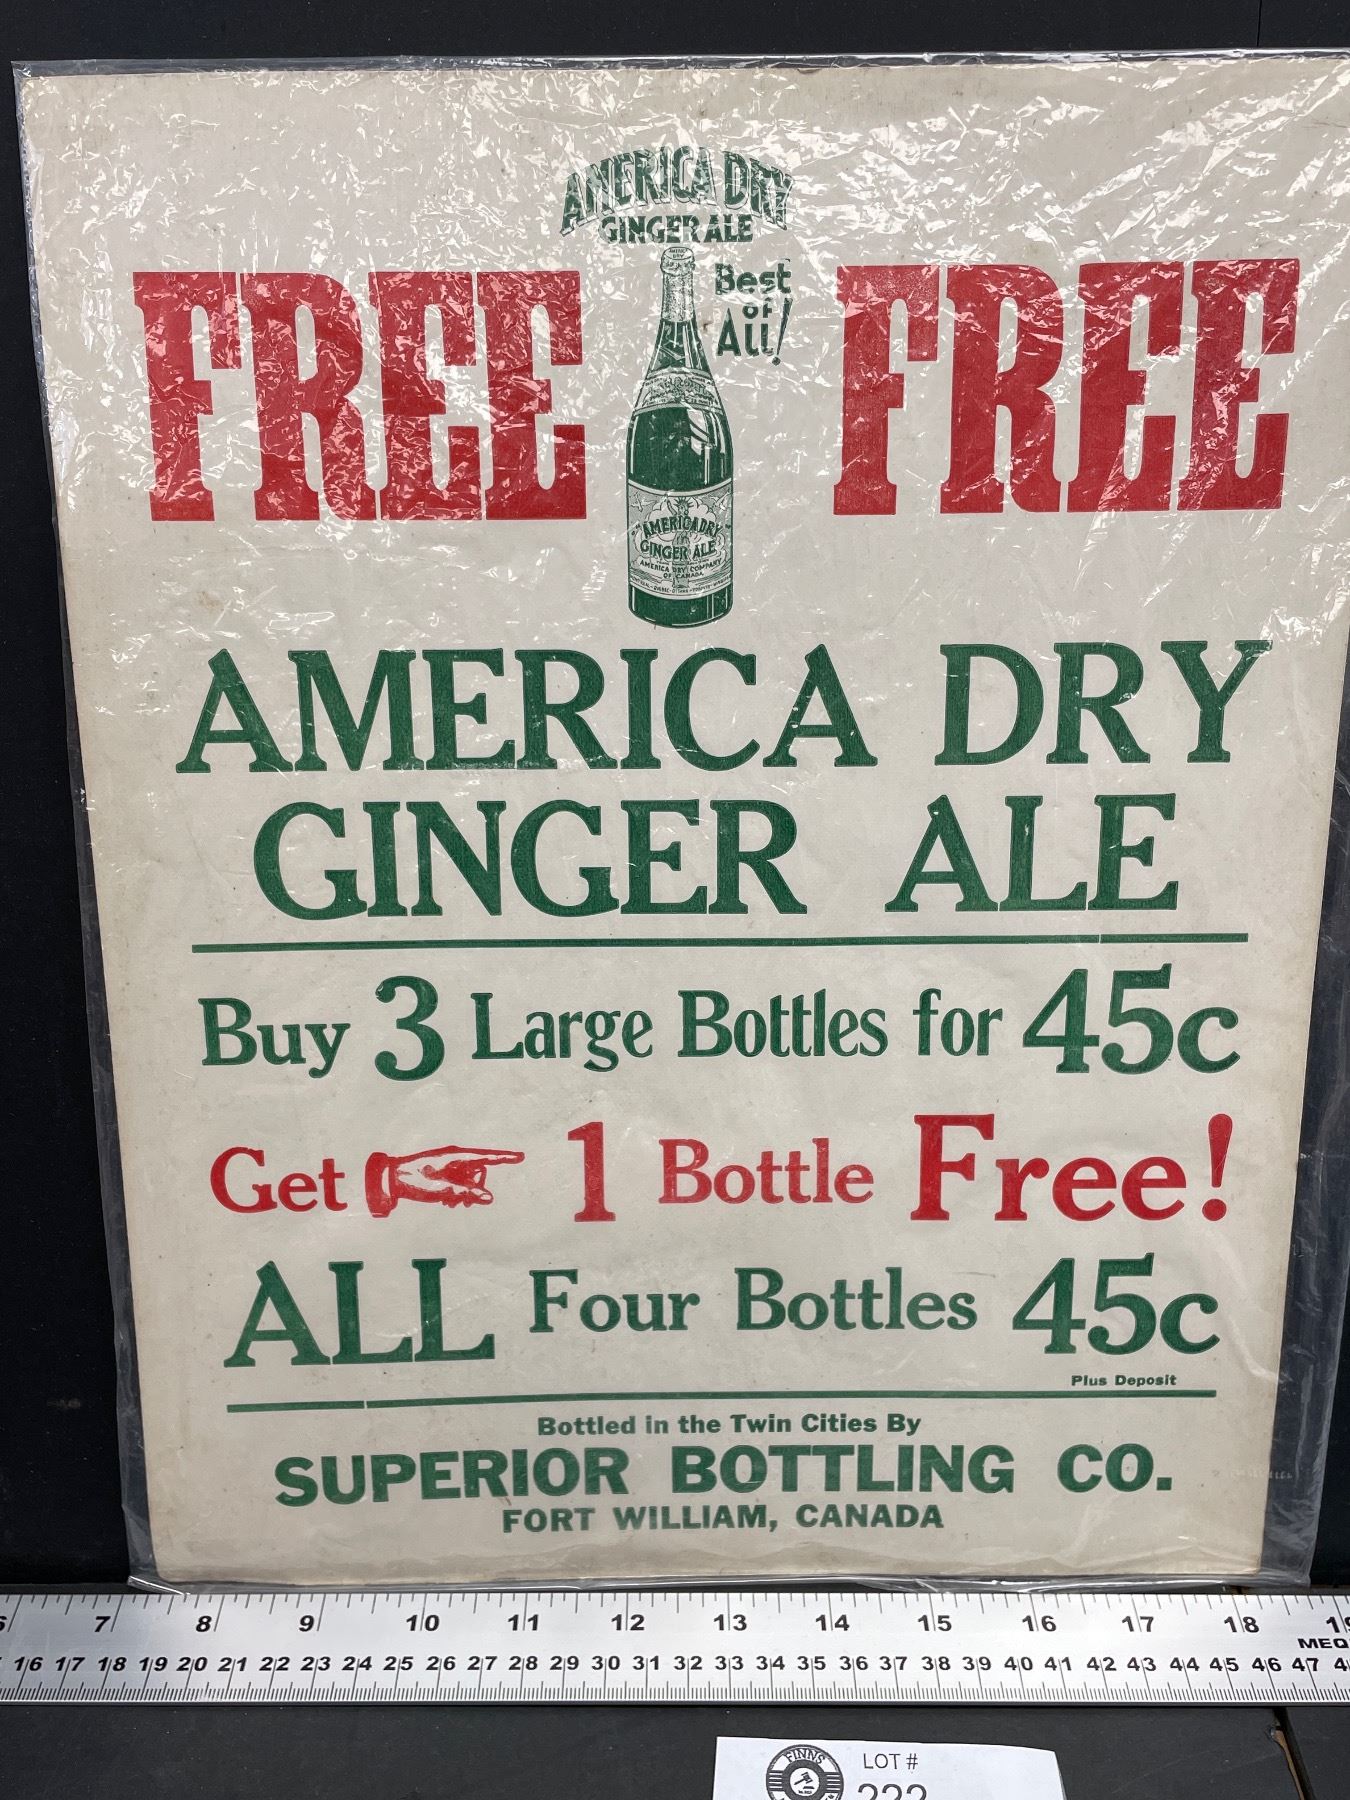 AMERICA DRY
GINGER ALE
FREE FREE
Best
of
All!
AMERICA
DRY
"AMERICA DRY"
GINGER ALE
AMERICA DRY COMPANY
OF CANADA
AMERICA DRY
GINGER ALE
Buy 3 Large Bottles for 45c
Get 1 Bottle Free!
ALL Four Bottles 45c
Plus Deposit
Bottled in the Twin Cities By
SUPERIOR BOTTLING CO.
FORT WILLIAM, CANADA
7 8 9 10 11 12 13 14 15 16 17 18 19
MEQ
16 17 18 19 20 21 22 23 24 25 26 27 28 29 30 31 32 33 34 35 36 37 38 39 40 41 42 43 44 45 46 47
FINNS
LOT #
222